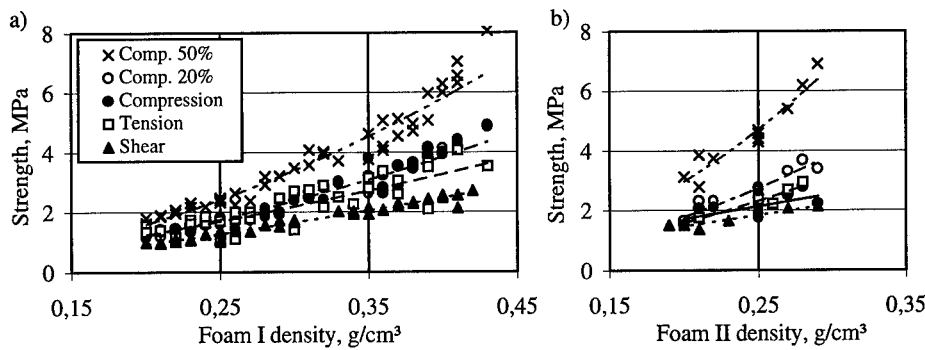 a)
Strength, MPa
8
6
4
2
0
Comp. 50%
Comp. 20%
Compression
Tension
Shear
0,15 0,25 0,35 0,45
Foam I density, g/cm³
b)
Strength, MPa
8
6
4
2
0
0,15 0,25 0,35
Foam II density, g/cm³